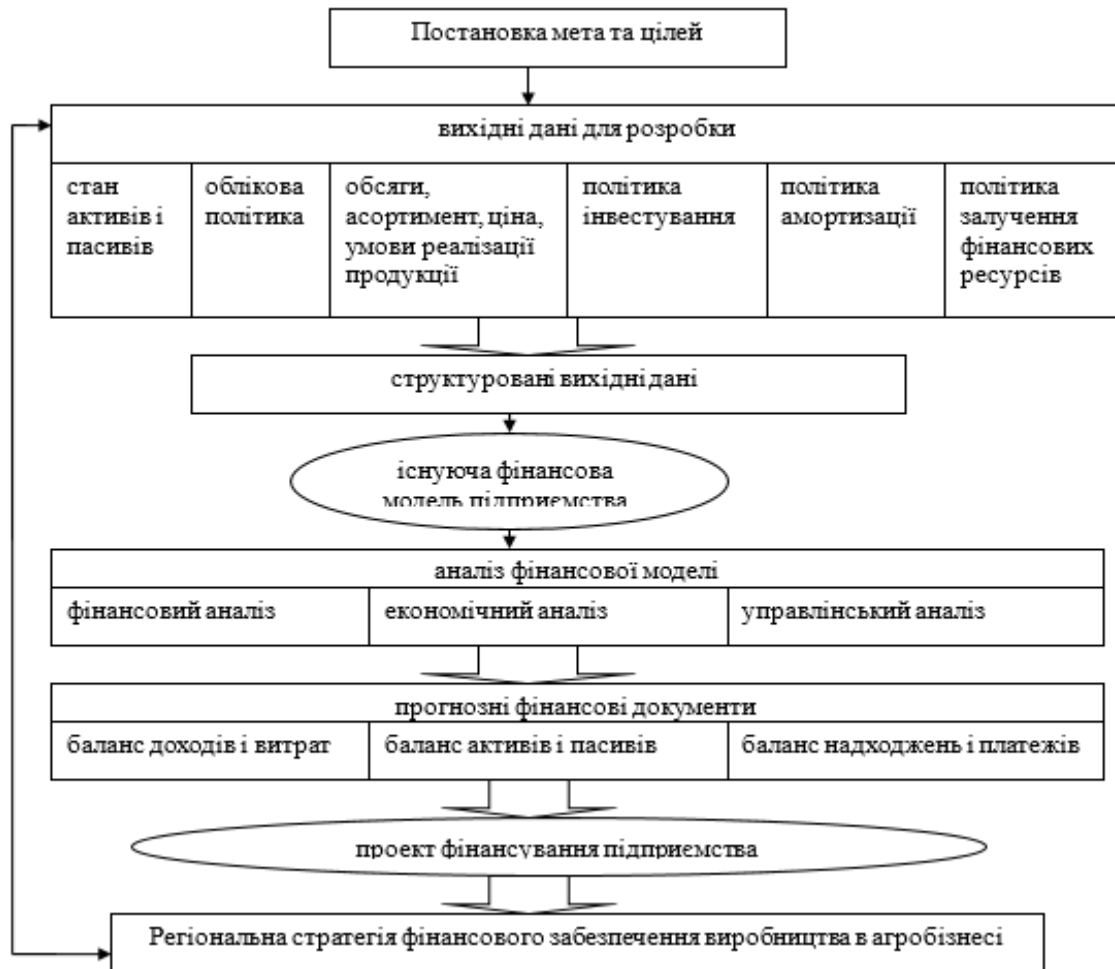 Постановка мета та цілей
вихідні дані для розробки
стан
активів і
пасивів
облікова
політика
обсяги,
асортимент, ціна,
умови реалізації
продукції
політика
інвестування
політика
амортизації
політика
залучення
фінансових
ресурсів
структуровані вихідні дані
існуюча фінансова
модель підприємства
аналіз фінансової моделі
фінансовий аналіз
економічний аналіз
управлінський аналіз
прогнозні фінансові документи
баланс доходів і витрат
баланс активів і пасивів
баланс надходжень і платежів
проект фінансування підприємства
Регіональна стратегія фінансового забезпечення виробництва в агробізнесі